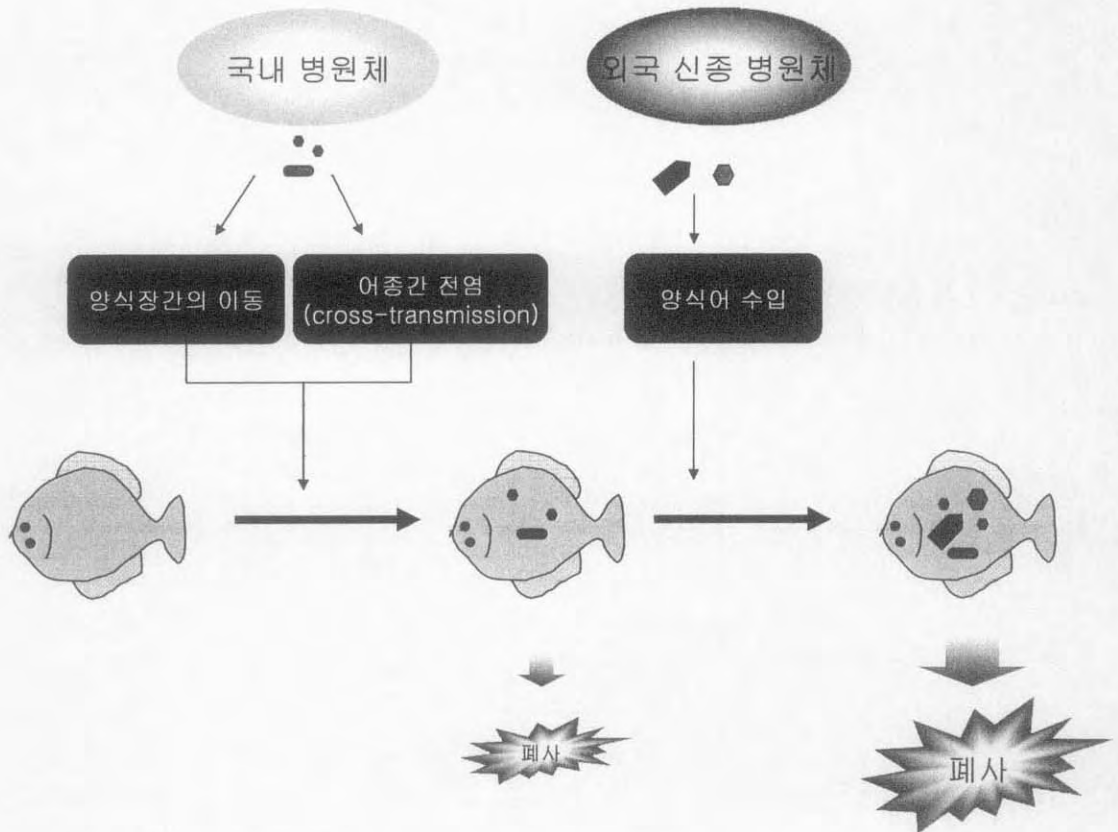 국내 병원체
외국 신종 병원체
양식장간의 이동
어종간 전염
(cross-transmission)
양식어 수입
폐사
폐사